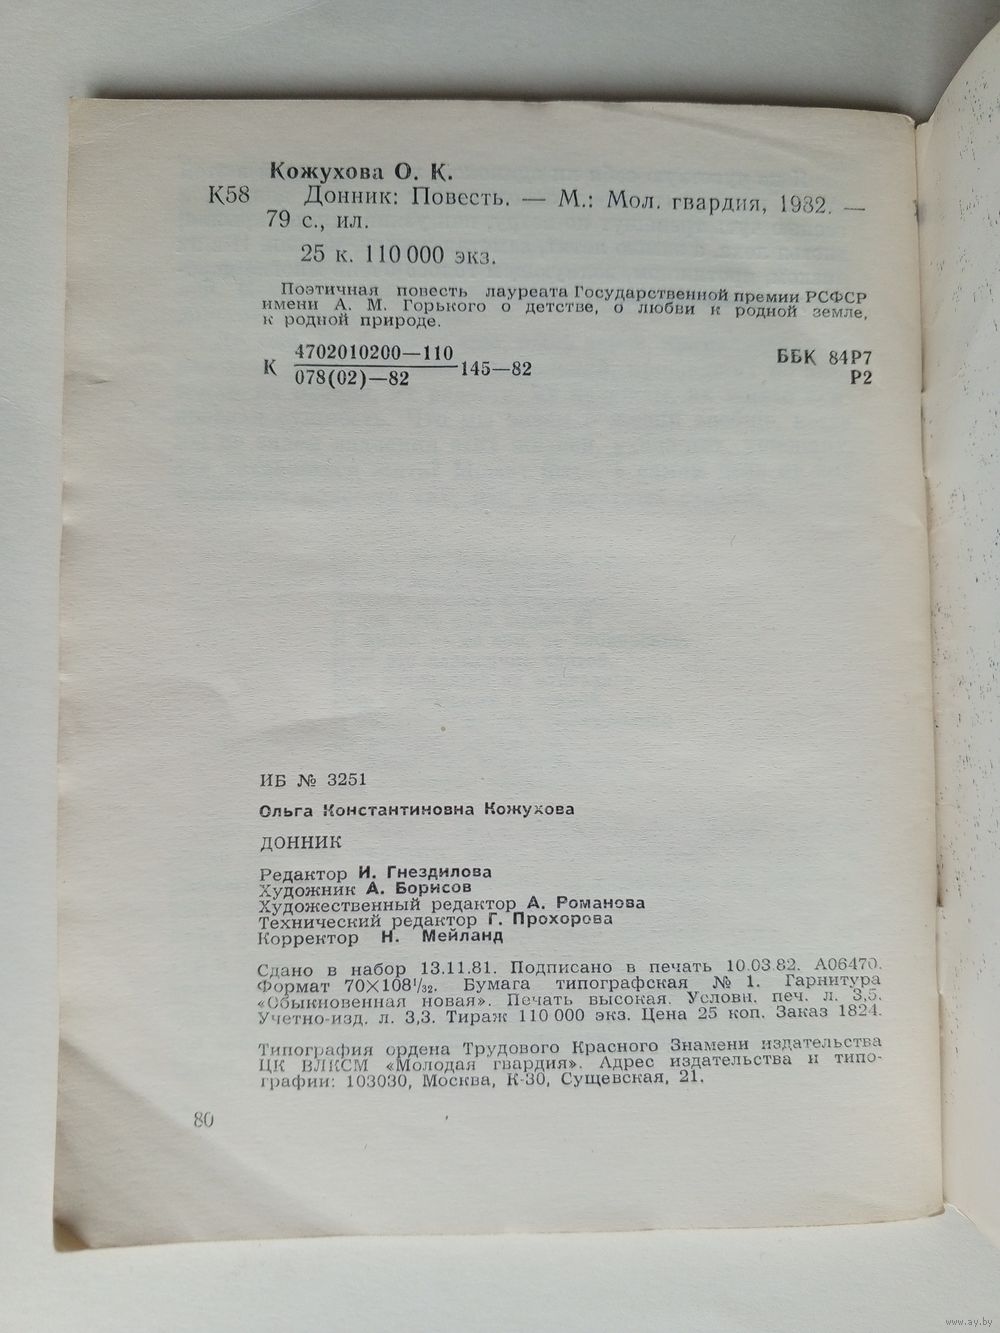 Кожухова О. К.
К58 Донник: Повесть. — М.: Мол. гвардия, 1982. —
79 с., ил.
25 к. 110 000 экз.
Поэтичная повесть лауреата Государственной премии РСФСР
имени А. М. Горького о детстве, о любви к родной земле,
к родной природе.
К 4702010200—110
078(02)—82 145—82
ББК 84Р7
Р2
ИБ № 3251
Ольга Константиновна Кожухова
ДОННИК
Редактор И. Гнездилова
Художник А. Борисов
Художественный редактор А. Романова
Технический редактор Г. Прохорова
Корректор Н. Мейланд
Сдано в набор 13.11.81. Подписано в печать 10.03.82. А06470.
Формат 70×108¹/₃₂. Бумага типографская № 1. Гарнитура
«Обыкновенная новая». Печать высокая. Условн. печ. л. 3,5.
Учетно-изд. л. 3,3. Тираж 110 000 экз. Цена 25 коп. Заказ 1824.
Типография ордена Трудового Красного Знамени издательства
ЦК ВЛКСМ «Молодая гвардия». Адрес издательства и типо-
графии: 103030, Москва, К-30, Сущевская, 21.
80
www.ay.by